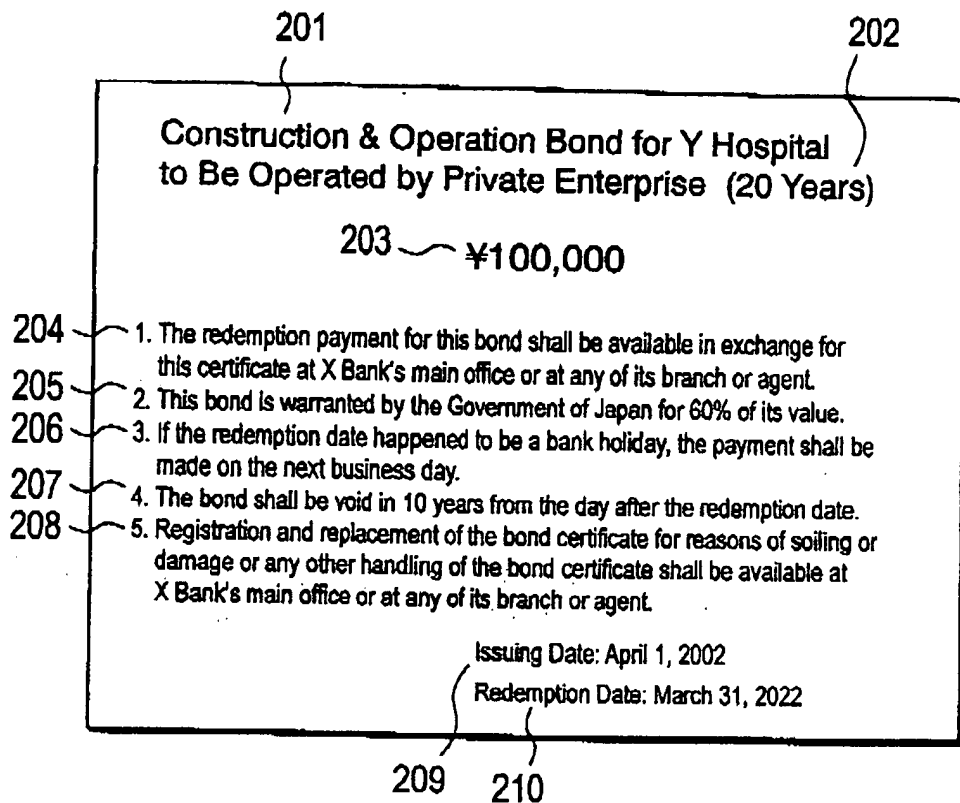 201
202
Construction & Operation Bond for Y Hospital
to Be Operated by Private Enterprise (20 Years)
203 ¥100,000
204 1. The redemption payment for this bond shall be available in exchange for
this certificate at X Bank's main office or at any of its branch or agent.
205 2. This bond is warranted by the Government of Japan for 60% of its value.
206 3. If the redemption date happened to be a bank holiday, the payment shall be
made on the next business day.
207 4. The bond shall be void in 10 years from the day after the redemption date.
208 5. Registration and replacement of the bond certificate for reasons of soiling or
damage or any other handling of the bond certificate shall be available at
X Bank's main office or at any of its branch or agent.
Issuing Date: April 1, 2002
Redemption Date: March 31, 2022
209
210